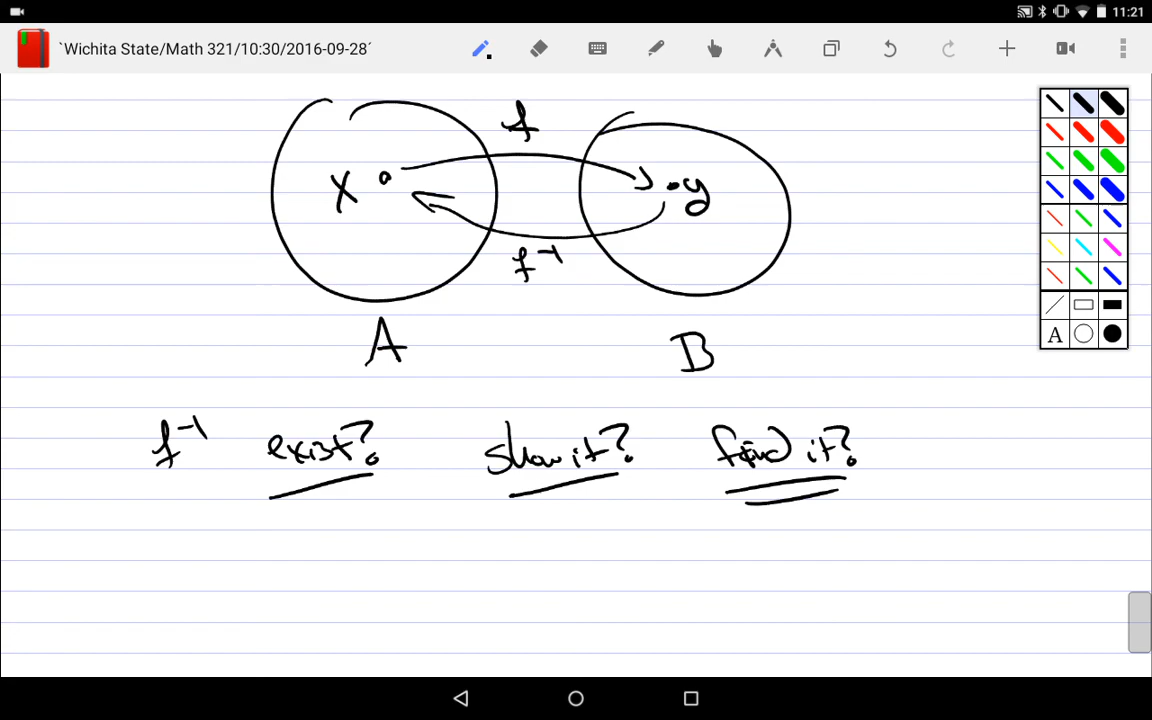 11:21
`Wichita State/Math 321/10:30/2016-09-28´
f
x y
f⁻¹
A B
f⁻¹ exist? show it? find it?
A